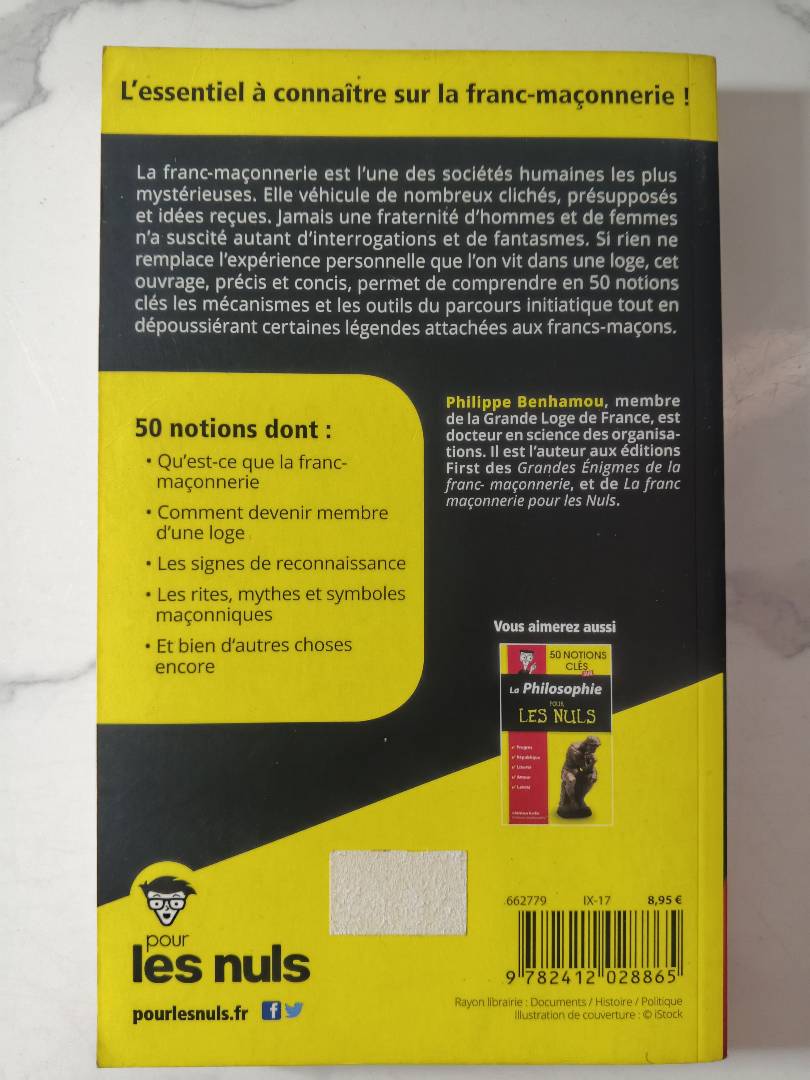 L'essentiel à connaître sur la franc-maçonnerie !
La franc-maçonnerie est l'une des sociétés humaines les plus
mystérieuses. Elle véhicule de nombreux clichés, présupposés
et idées reçues. Jamais une fraternité d'hommes et de femmes
n'a suscité autant d'interrogations et de fantasmes. Si rien ne
remplace l'expérience personnelle que l'on vit dans une loge, cet
ouvrage, précis et concis, permet de comprendre en 50 notions
clés les mécanismes et les outils du parcours initiatique tout en
dépoussiérant certaines légendes attachées aux francs-maçons.
50 notions dont :
• Qu'est-ce que la franc-
maçonnerie
• Comment devenir membre
d'une loge
• Les signes de reconnaissance
• Les rites, mythes et symboles
maçonniques
• Et bien d'autres choses
encore
Philippe Benhamou, membre
de la Grande Loge de France, est
docteur en science des organisa-
tions. Il est l'auteur aux éditions
First des Grandes Énigmes de la
franc- maçonnerie, et de La franc
maçonnerie pour les Nuls.
Vous aimerez aussi
50 NOTIONS
CLÉS
La Philosophie
POUR
LES NULS
Progrès
République
Liberté
Amour
pour
les nuls
pourlesnuls.fr
662779 IX-17 8,95 €
9 782412 028865
Rayon librairie : Documents / Histoire / Politique
Illustration de couverture : © iStock